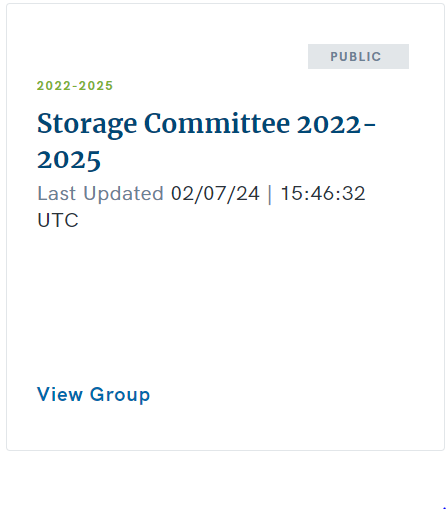 PUBLIC
2022-2025
Storage Committee 2022-
2025
Last Updated 02/07/24 | 15:46:32
UTC
View Group